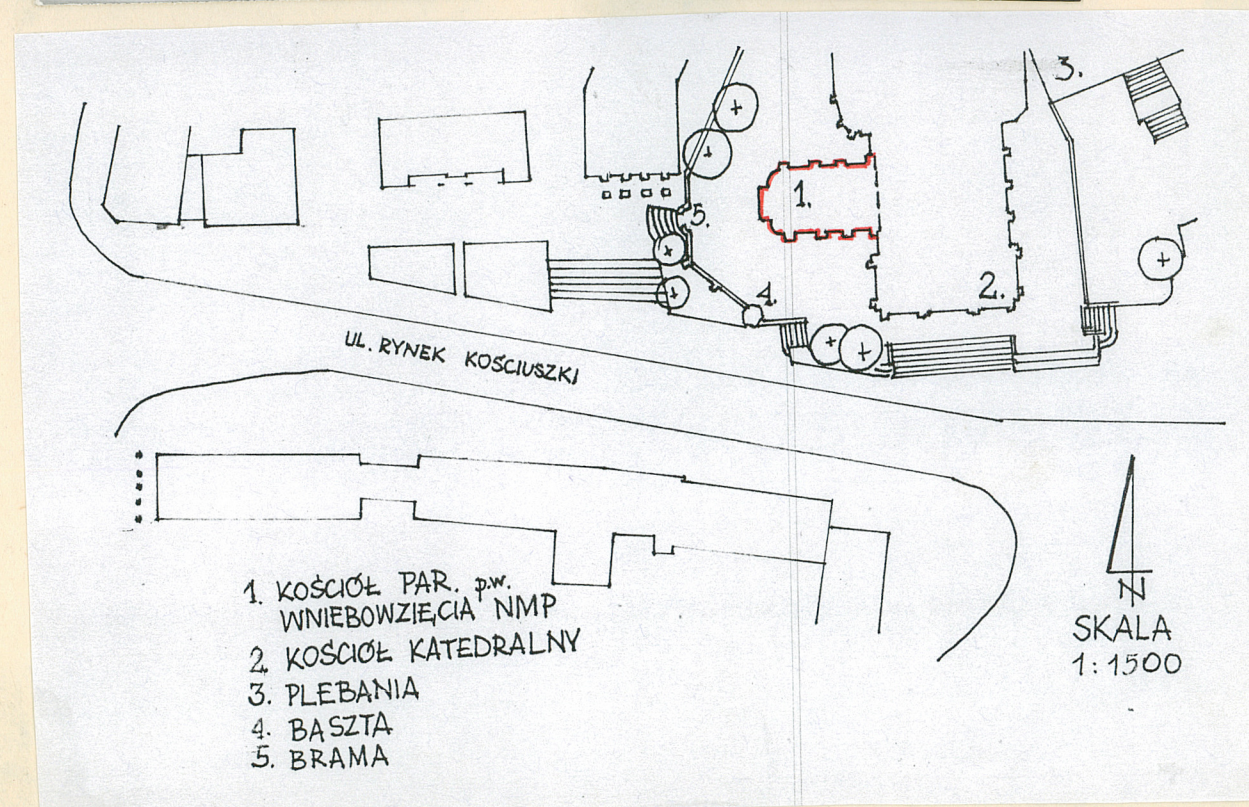 3.
1.
5.
2.
4.
UL. RYNEK KOŚCIUSZKI
1. KOŚCIÓŁ PAR. p.w.
WNIEBOWZIĘCIA NMP
2. KOŚCIÓŁ KATEDRALNY
3. PLEBANIA
4. BASZTA
5. BRAMA
N
SKALA
1:1500